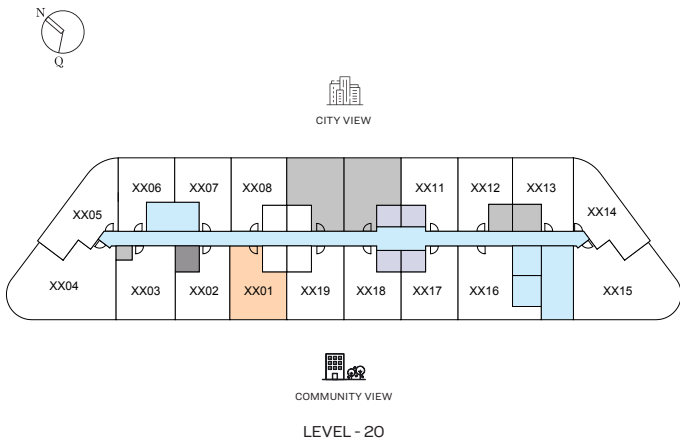 N
Q
CITY VIEW
XX06 XX07 XX08 XX11 XX12 XX13
XX05 XX14
XX04 XX03 XX02 XX01 XX19 XX18 XX17 XX16 XX15
COMMUNITY VIEW
LEVEL - 20